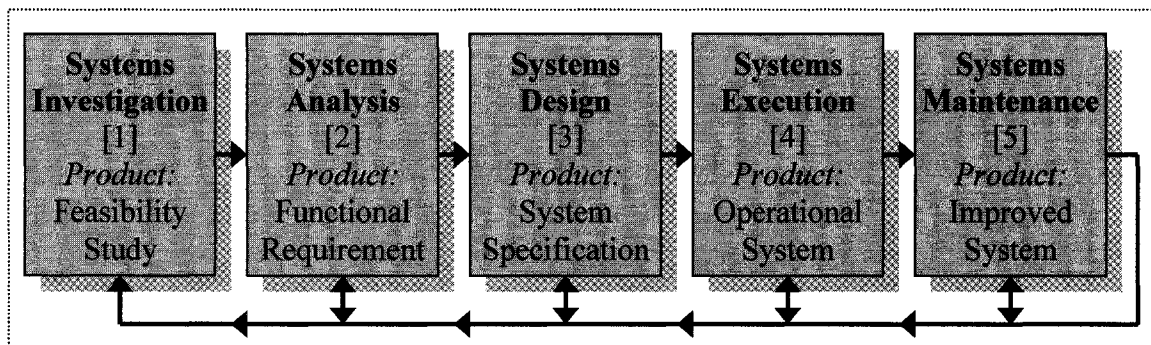 Systems
Investigation
[1]
Product:
Feasibility
Study
Systems
Analysis
[2]
Product:
Functional
Requirement
Systems
Design
[3]
Product:
System
Specification
Systems
Execution
[4]
Product:
Operational
System
Systems
Maintenance
[5]
Product:
Improved
System